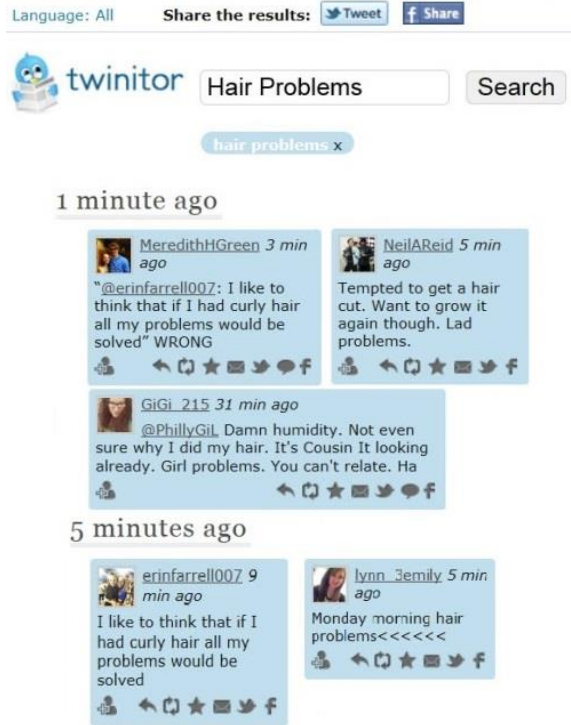 Language: All Share the results: Tweet Share
twinitor Hair Problems Search
hair problems x
1 minute ago
MeredithHGreen 3 min
ago
"@erinfarrell007: I like to
think that if I had curly hair
all my problems would be
solved" WRONG
NeilAReid 5 min
ago
Tempted to get a hair
cut. Want to grow it
again though. Lad
problems.
GiGi_215 31 min ago
@PhillyGiL Damn humidity. Not even
sure why I did my hair. It's Cousin It looking
already. Girl problems. You can't relate. Ha
5 minutes ago
erinfarrell007 9
min ago
I like to think that if I
had curly hair all my
problems would be
solved
lynn_3emily 5 min
ago
Monday morning hair
problems<<<<<<